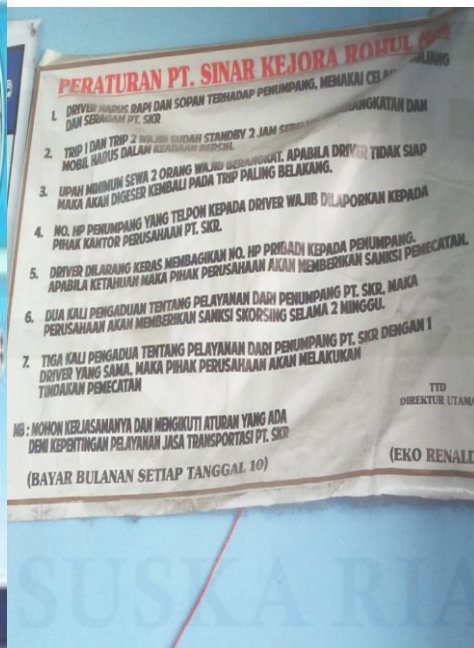 PERATURAN PT. SINAR KEJORA ROHUL
1. DRIVER HARUS RAPI DAN SOPAN TERHADAP PENUMPANG, MEMAKAI
DAN SERAGAM PT. SKR
2. TRIP I DAN TRIP 2 WAJIB SUDAH STANDBY 2 JAM DAN
MOBIL HARUS DALAM KEADAAN BERSIH.
3. UPAH MINIMUN SEWA 2 ORANG WAJIB BERANGKAT. APABILA DRIVER TIDAK SIAP
MAKA AKAN DIGESER KEMBALI PADA TRIP PALING BELAKANG.
4. NO. HP PENUMPANG YANG TELPON KEPADA DRIVER WAJIB DILAPORKAN KEPADA
PIHAK KANTOR PERUSAHAAN PT. SKR.
5. DRIVER DILARANG KERAS MEMBAGIKAN NO. HP PRIBADI KEPADA PENUMPANG.
APABILA KETAHUAN MAKA PIHAK PERUSAHAAN AKAN MEMBERIKAN SANKSI PEMECATAN.
6. DUA KALI PENGADUAN TENTANG PELAYANAN DARI PENUMPANG PT. SKR, MAKA
PERUSAHAAN AKAN MEMBERIKAN SANKSI SKORSING SELAMA 2 MINGGU.
7. TIGA KALI PENGADUA TENTANG PELAYANAN DARI PENUMPANG PT. SKR DENGAN 1
DRIVER YANG SAMA, MAKA PIHAK PERUSAHAAN AKAN MELAKUKAN
TINDAKAN PEMECATAN
TTD
DIREKTUR UTAMA
NB : MOHON KERJASAMANYA DAN MENGIKUTI ATURAN YANG ADA
DEMI KEPENTINGAN PELAYANAN JASA TRANSPORTASI PT. SKR
(EKO RENALD
(BAYAR BULANAN SETIAP TANGGAL 10)
SUSKA RIA